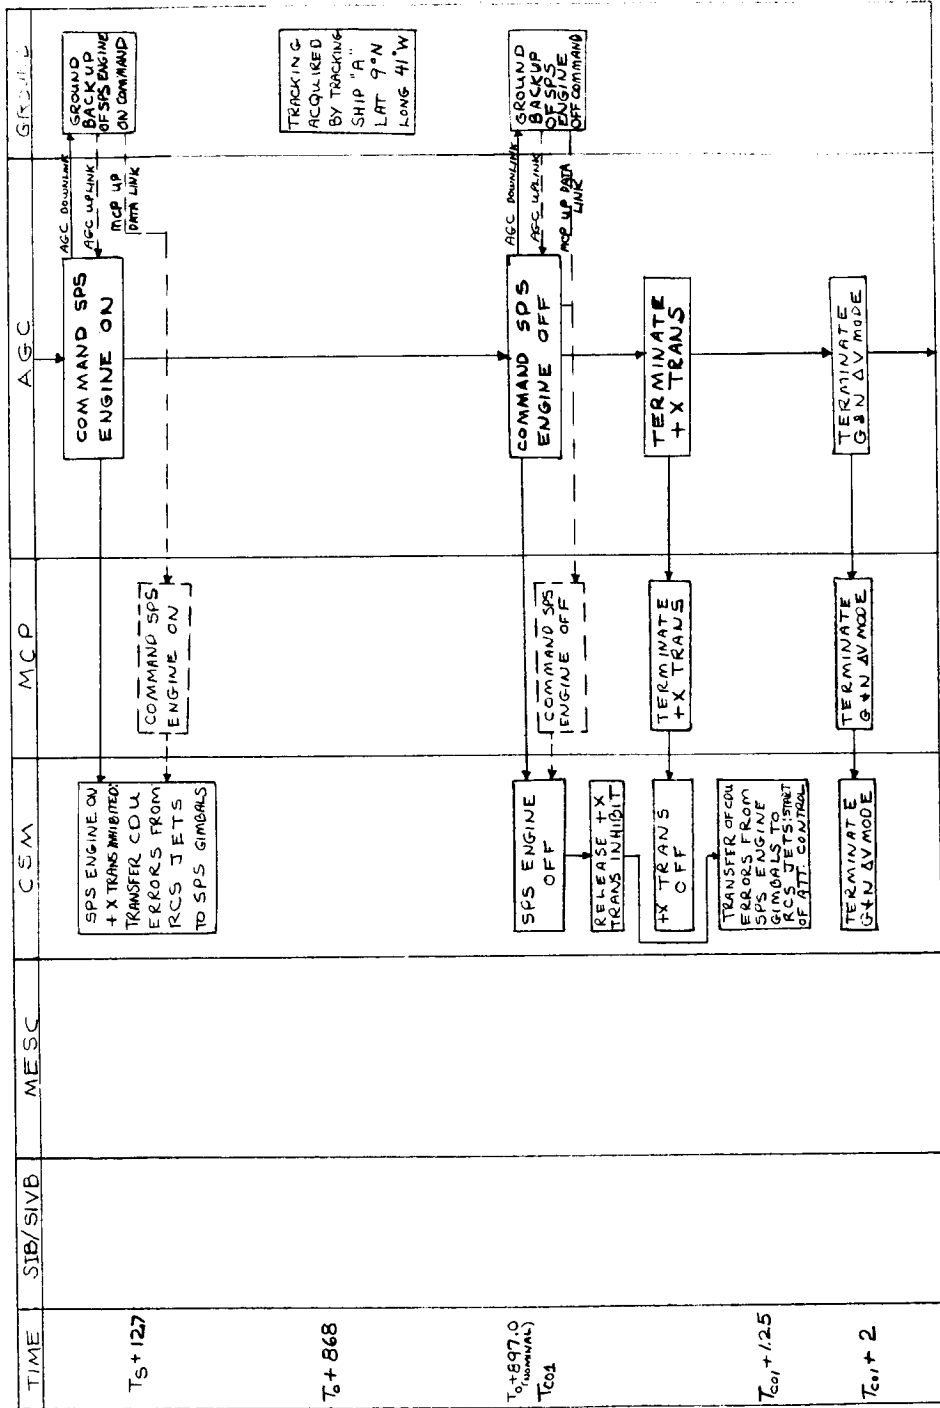 TIME
SIB/SIVB
MESC
CSM
MCP
AGC
TS+127
SPS ENGINE ON
+X TRANS INHIBITED:
TRANSFER CDU
ERRORS FROM
RCS JETS
TO SPS GIMBALS
COMMAND SPS
ENGINE ON
COMMAND SPS
ENGINE ON
AGC DOWNLINK
AGC UPLINK
MCP UP
DATA LINK
GROUND
BACKUP
OF SPS ENGINE
ON COMMAND
T0+868
TRACKING
ACQUIRED
BY TRACKING
SHIP "A"
LAT 9°N
LONG 41°W
T0+897.0
(NOMINAL)
TC01
SPS ENGINE
OFF
COMMAND SPS
ENGINE OFF
COMMAND SPS
ENGINE OFF
AGC DOWNLINK
AGC UPLINK
MCP UP DATA
LINK
GROUND
BACKUP
OF SPS
ENGINE
OFF COMMAND
RELEASE +X
TRANS INHIBIT
+X TRANS
OFF
TERMINATE
+X TRANS
TERMINATE
+X TRANS
TC01+1.25
TRANSFER OF CDU
ERRORS FROM
SPS ENGINE
GIMBALS TO
RCS JETS:START
OF ATT. CONTROL
TC01+2
TERMINATE
G+N ΔV MODE
TERMINATE
G+N ΔV MODE
TERMINATE
G&N ΔV MODE